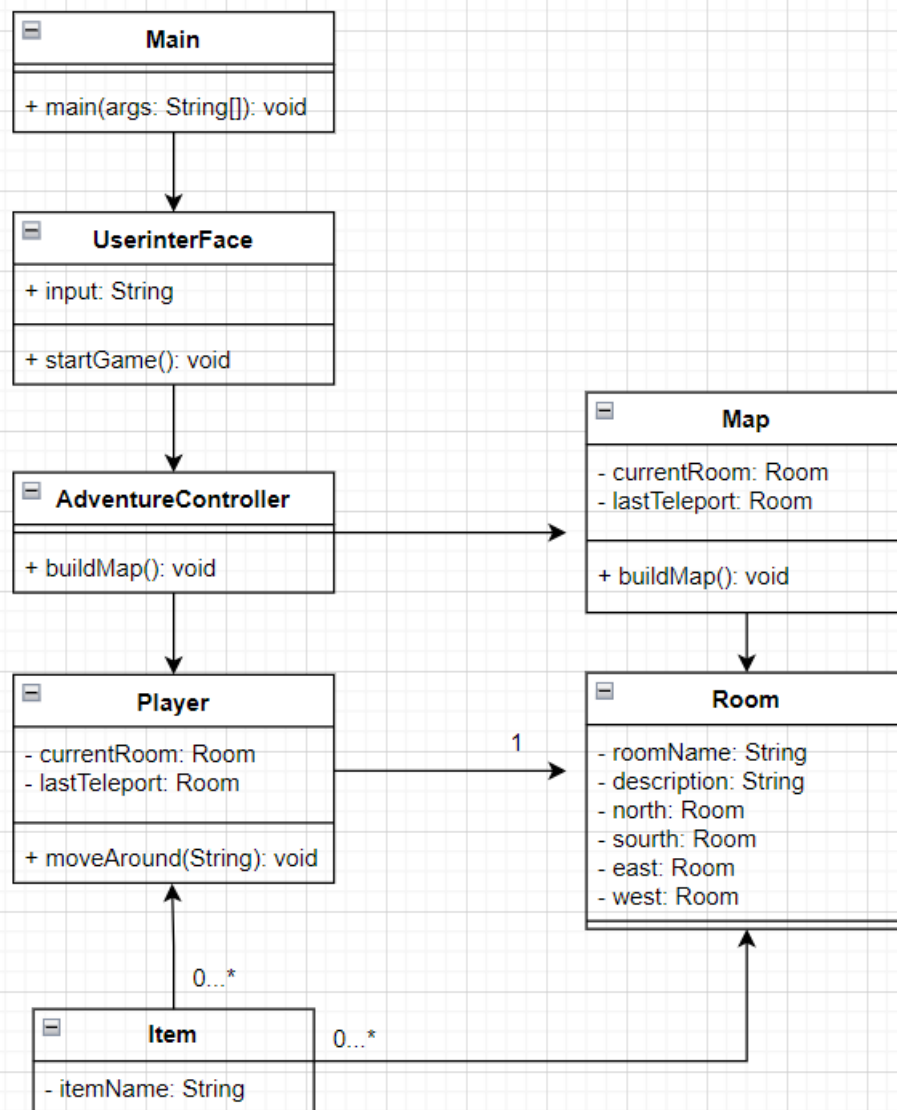 Main
+ main(args: String[]): void
UserinterFace
+ input: String
+ startGame(): void
AdventureController
+ buildMap(): void
Map
- currentRoom: Room
- lastTeleport: Room
+ buildMap(): void
Player
- currentRoom: Room
- lastTeleport: Room
+ moveAround(String): void
1
Room
- roomName: String
- description: String
- north: Room
- sourth: Room
- east: Room
- west: Room
0...*
Item
- itemName: String
0...*